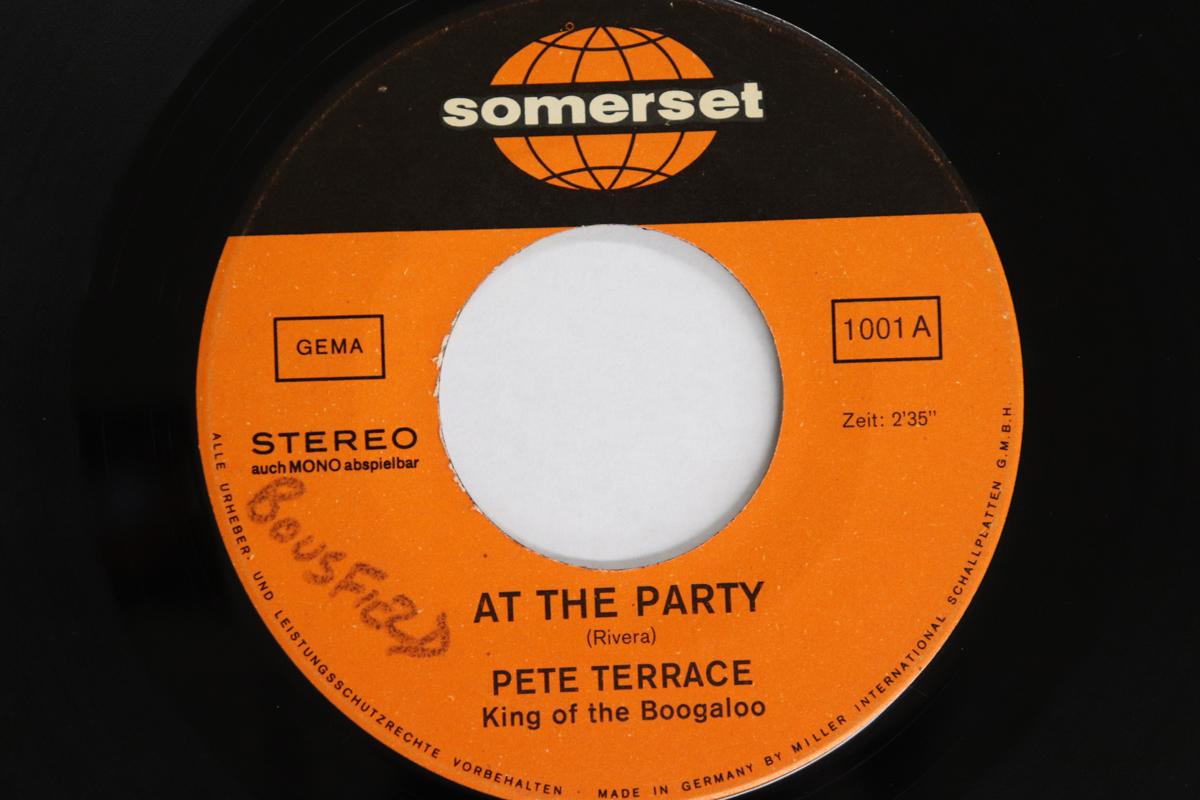 somerset
GEMA
1001 A
STEREO
auch MONO abspielbar
Zeit: 2'35"
BOUSFIELD
AT THE PARTY
(Rivera)
PETE TERRACE
King of the Boogaloo
ALLE URHEBER- UND LEISTUNGSSCHUTZRECHTE VORBEHALTEN · MADE IN GERMANY BY MILLER INTERNATIONAL SCHALLPLATTEN G.M.B.H.